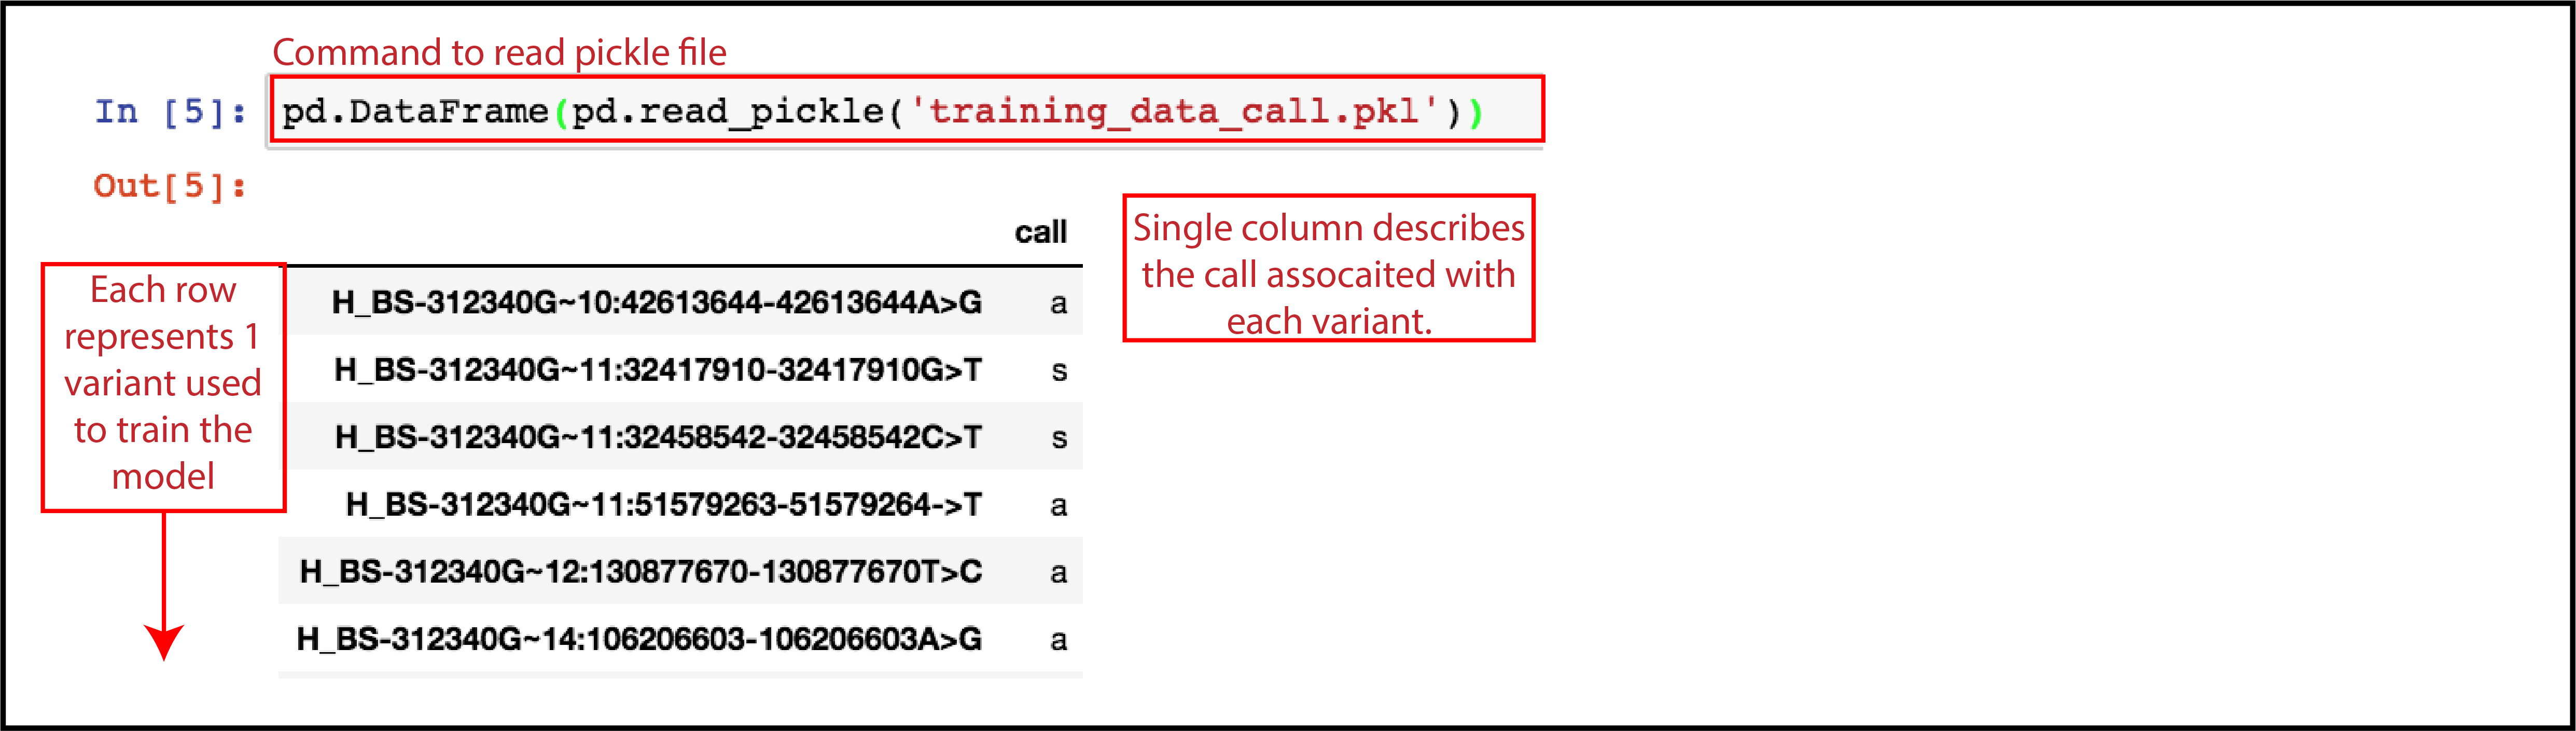 Command to read pickle file
In [5]: pd.DataFrame(pd.read_pickle('training_data_call.pkl'))
Out[5]:
call
H_BS-312340G~10:42613644-42613644A>G a
H_BS-312340G~11:32417910-32417910G>T s
H_BS-312340G~11:32458542-32458542C>T s
H_BS-312340G~11:51579263-51579264->T a
H_BS-312340G~12:130877670-130877670T>C a
H_BS-312340G~14:106206603-106206603A>G a
Each row
represents 1
variant used
to train the
model
Single column describes
the call assocaited with
each variant.